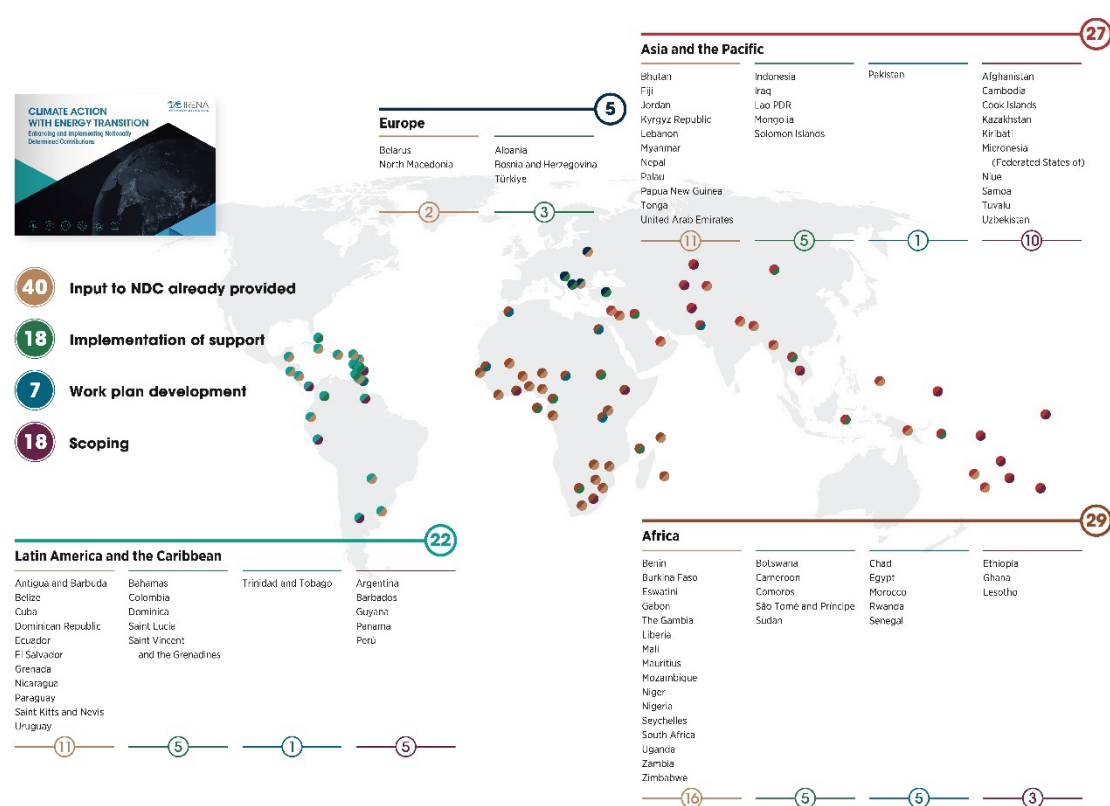 CLIMATE ACTION
WITH ENERGY TRANSITION
Enhancing and Implementing Nationally
Determined Contributions
IRENA
40
Input to NDC already provided
18
Implementation of support
7
Work plan development
18
Scoping
5
Europe
Belarus
North Macedonia
2
Albania
Bosnia and Herzegovina
Türkiye
3
27
Asia and the Pacific
Bhutan
Fiji
Jordan
Kyrgyz Republic
Lebanon
Myanmar
Nepal
Palau
Papua New Guinea
Tonga
United Arab Emirates
11
Indonesia
Iraq
Lao PDR
Mongolia
Solomon Islands
5
Pakistan
1
Afghanistan
Cambodia
Cook Islands
Kazakhstan
Kiribati
Micronesia
(Federated States of)
Niue
Samoa
Tuvalu
Uzbekistan
10
22
Latin America and the Caribbean
Antigua and Barbuda
Belize
Cuba
Dominican Republic
Ecuador
El Salvador
Grenada
Nicaragua
Paraguay
Saint Kitts and Nevis
Uruguay
11
Bahamas
Colombia
Dominica
Saint Lucia
Saint Vincent
and the Grenadines
5
Trinidad and Tobago
1
Argentina
Barbados
Guyana
Panama
Perú
5
29
Africa
Benin
Burkina Faso
Eswatini
Gabon
The Gambia
Liberia
Mali
Mauritius
Mozambique
Niger
Nigeria
Seychelles
South Africa
Uganda
Zambia
Zimbabwe
16
Botswana
Cameroon
Comoros
São Tomé and Príncipe
Sudan
5
Chad
Egypt
Morocco
Rwanda
Senegal
5
Ethiopia
Ghana
Lesotho
3